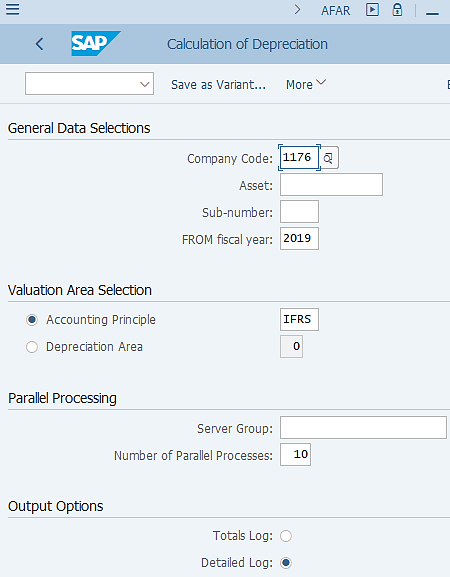 AFAR
SAP Calculation of Depreciation
Save as Variant... More
General Data Selections
Company Code: 1176
Asset:
Sub-number:
FROM fiscal year: 2019
Valuation Area Selection
Accounting Principle IFRS
Depreciation Area 0
Parallel Processing
Server Group:
Number of Parallel Processes: 10
Output Options
Totals Log:
Detailed Log: